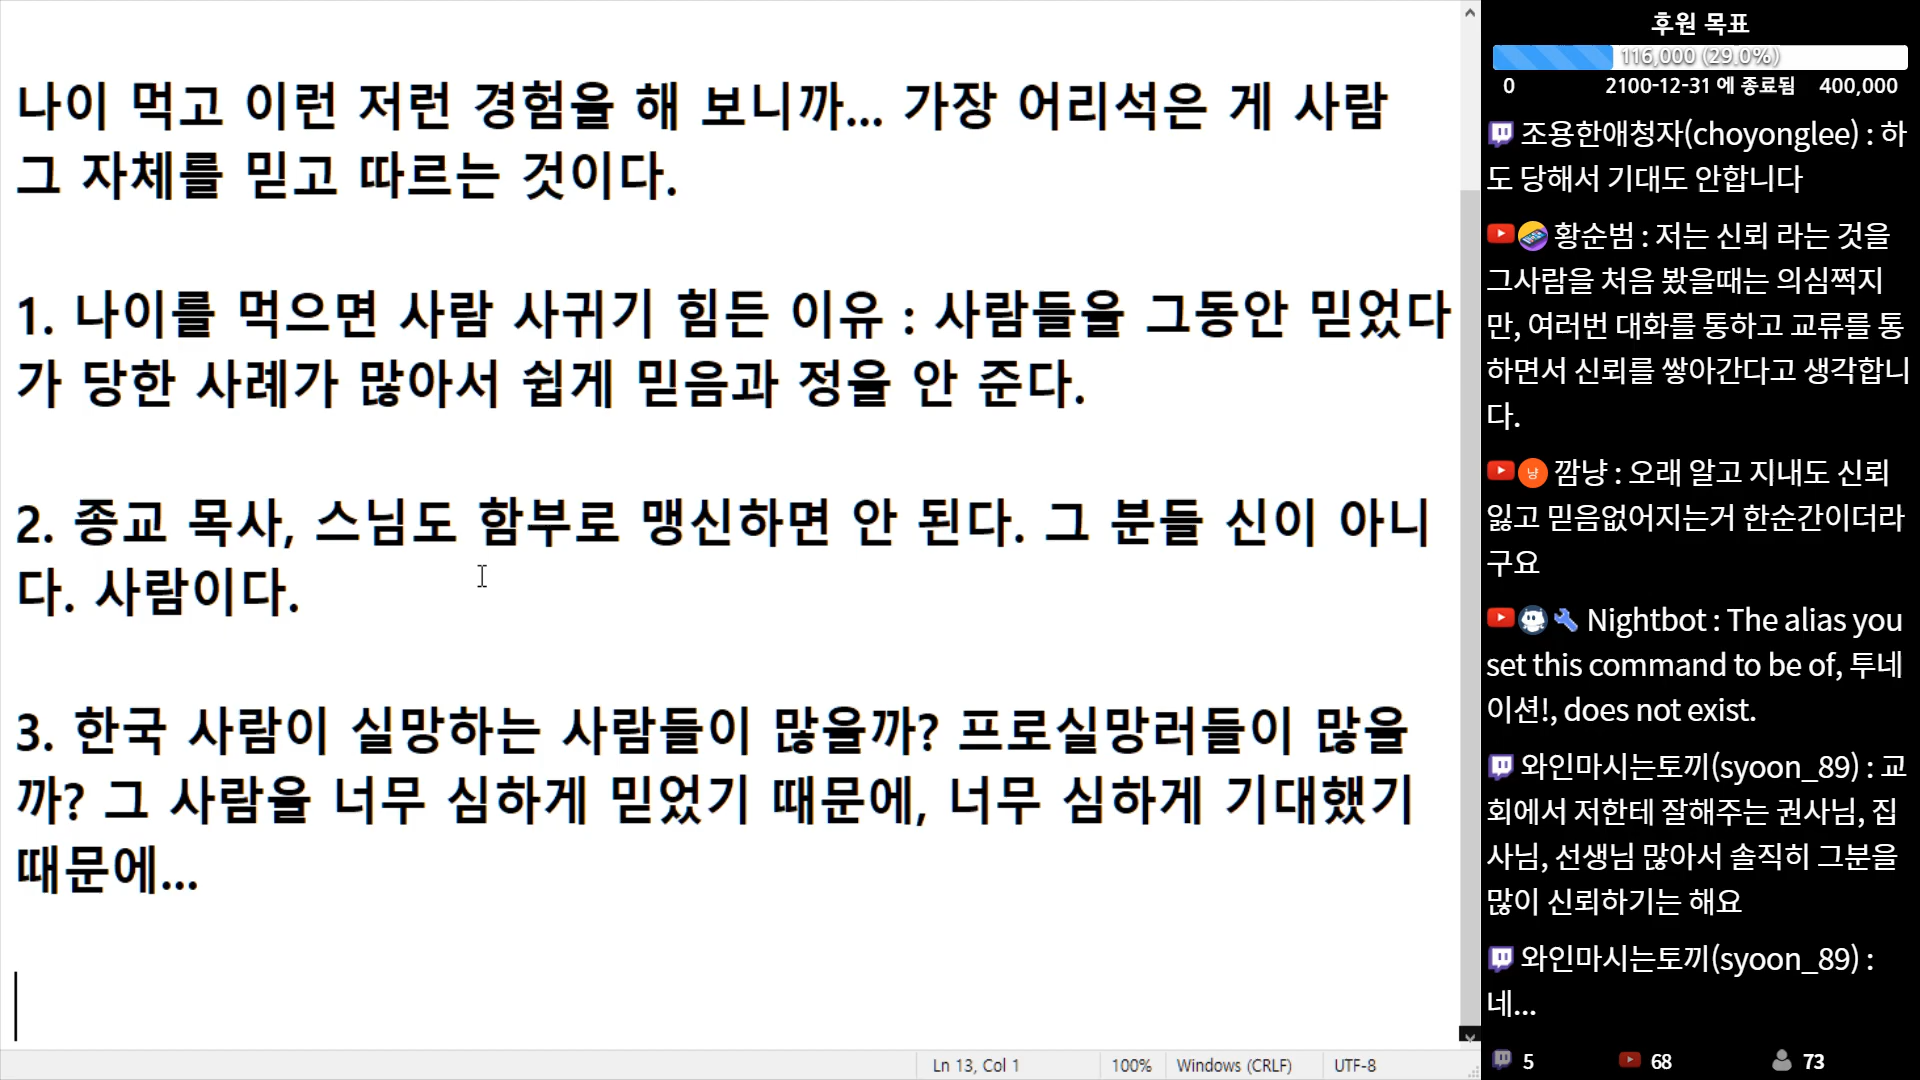 나이 먹고 이런 저런 경험을 해 보니까... 가장 어리석은 게 사람
그 자체를 믿고 따르는 것이다.
1. 나이를 먹으면 사람 사귀기 힘든 이유 : 사람들을 그동안 믿었다
가 당한 사례가 많아서 쉽게 믿음과 정을 안 준다.
2. 종교 목사, 스님도 함부로 맹신하면 안 된다. 그 분들 신이 아니
다. 사람이다.
3. 한국 사람이 실망하는 사람들이 많을까? 프로실망러들이 많을
까? 그 사람을 너무 심하게 믿었기 때문에, 너무 심하게 기대했기
때문에...
Ln 13, Col 1
100%
Windows (CRLF)
UTF-8
후원 목표
116,000 (29.0%)
0 2100-12-31 에 종료됨 400,000
조용한애청자(choyonglee) : 하
도 당해서 기대도 안합니다
황순범 : 저는 신뢰 라는 것을
그사람을 처음 봤을때는 의심쩍지
만, 여러번 대화를 통하고 교류를 통
하면서 신뢰를 쌓아간다고 생각합니
다.
냥 깜냥 : 오래 알고 지내도 신뢰
잃고 믿음없어지는거 한순간이더라
구요
Nightbot : The alias you
set this command to be of, 투네
이션!, does not exist.
와인마시는토끼(syoon_89) : 교
회에서 저한테 잘해주는 권사님, 집
사님, 선생님 많아서 솔직히 그분을
많이 신뢰하기는 해요
와인마시는토끼(syoon_89) :
네...
5 68 73